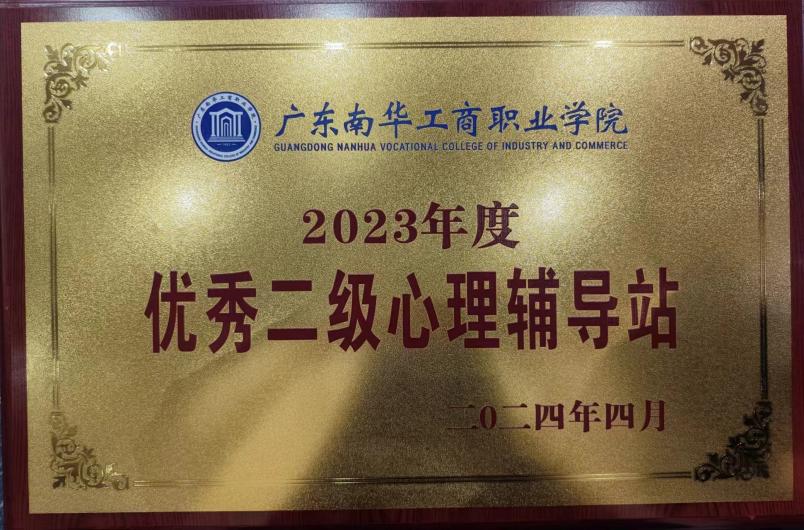 广东南华工商职业学院
GUANGDONG NANHUA VOCATIONAL COLLEGE OF INDUSTRY AND COMMERCE
2023年度
优秀二级心理辅导站
二0二四年四月